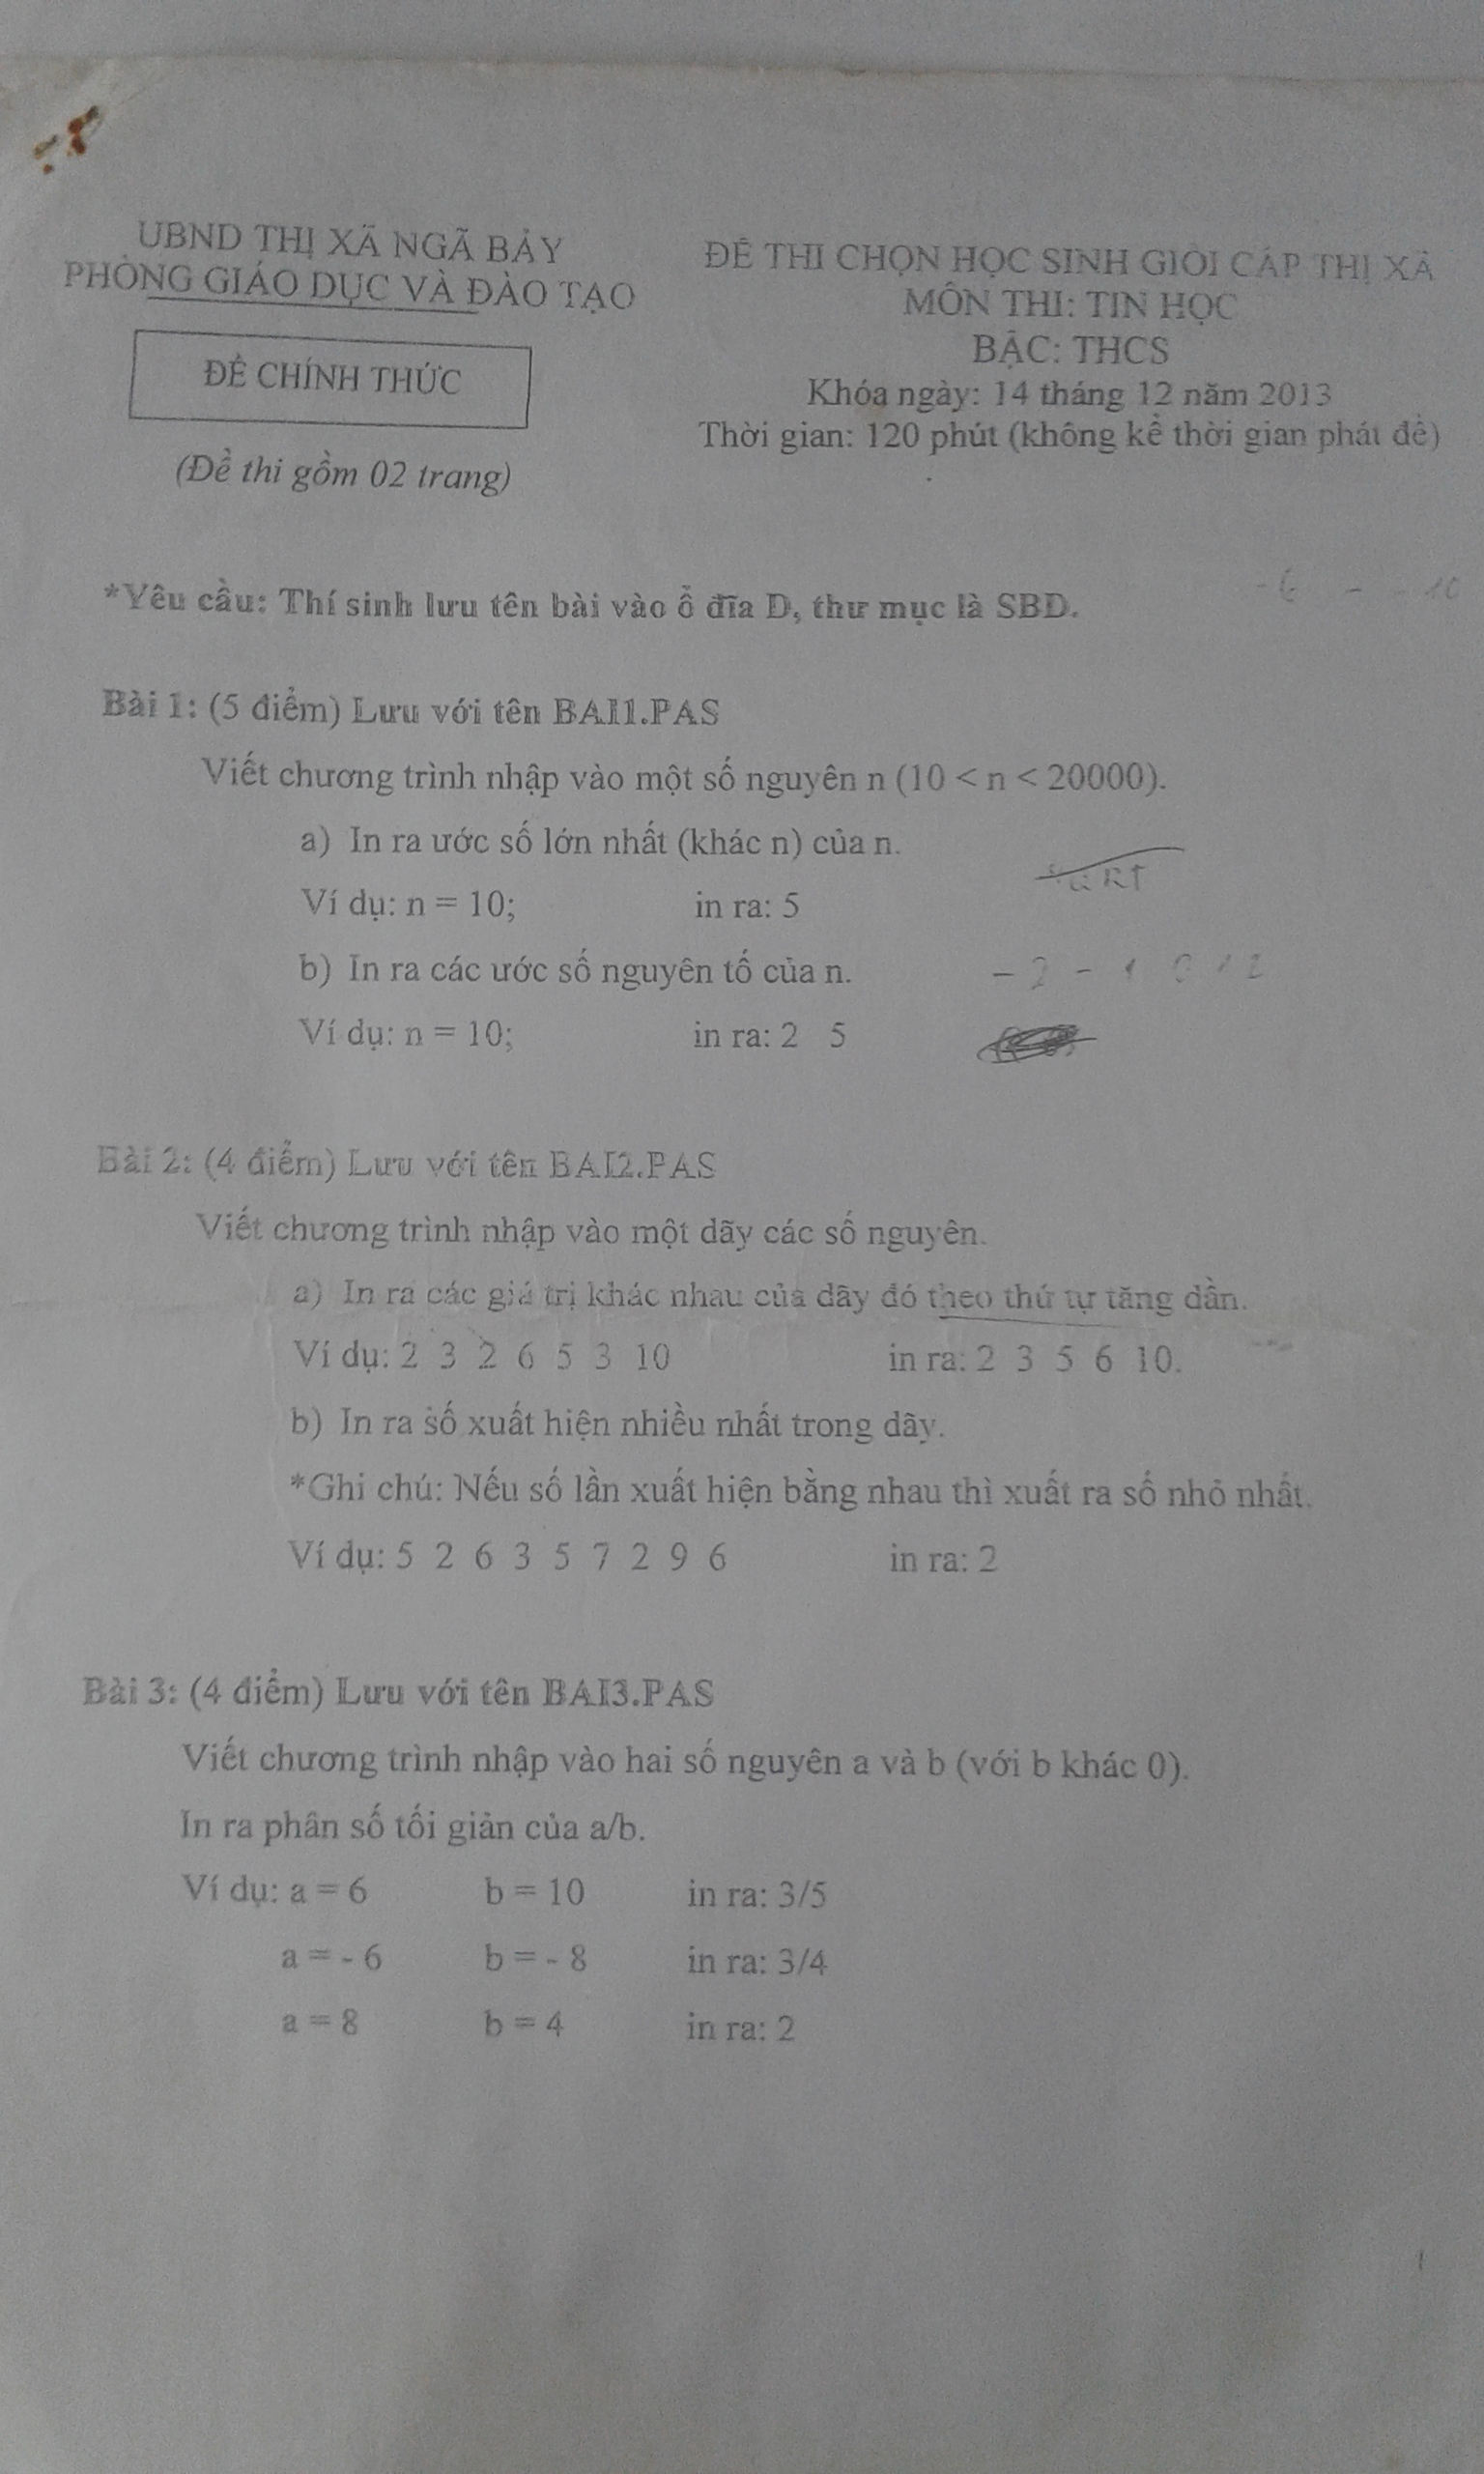 UBND THỊ XÃ NGÃ BẢY
PHÒNG GIÁO DỤC VÀ ĐÀO TẠO
ĐỀ CHÍNH THỨC
(Đề thi gồm 02 trang)
ĐỀ THI CHỌN HỌC SINH GIỎI CẤP THỊ XÃ
MÔN THI: TIN HỌC
BẬC: THCS
Khóa ngày: 14 tháng 12 năm 2013
Thời gian: 120 phút (không kể thời gian phát đề)
*Yêu cầu: Thí sinh lưu tên bài vào ổ đĩa D, thư mục là SBD.
-6 - -10
Bài 1: (5 điểm) Lưu với tên BAI1.PAS
Viết chương trình nhập vào một số nguyên n (10 < n < 20000).
a) In ra ước số lớn nhất (khác n) của n.
Ví dụ: n = 10; in ra: 5
b) In ra các ước số nguyên tố của n.
-2 -1 0 1 2
Ví dụ: n = 10; in ra: 2 5
Bài 2: (4 điểm) Lưu với tên BAI2.PAS
Viết chương trình nhập vào một dãy các số nguyên.
a) In ra các giá trị khác nhau của dãy đó theo thứ tự tăng dần.
Ví dụ: 2 3 2 6 5 3 10 in ra: 2 3 5 6 10.
b) In ra số xuất hiện nhiều nhất trong dãy.
*Ghi chú: Nếu số lần xuất hiện bằng nhau thì xuất ra số nhỏ nhất.
Ví dụ: 5 2 6 3 5 7 2 9 6 in ra: 2
Bài 3: (4 điểm) Lưu với tên BAI3.PAS
Viết chương trình nhập vào hai số nguyên a và b (với b khác 0).
In ra phân số tối giản của a/b.
Ví dụ: a = 6 b = 10 in ra: 3/5
a = - 6 b = - 8 in ra: 3/4
a = 8 b = 4 in ra: 2
1